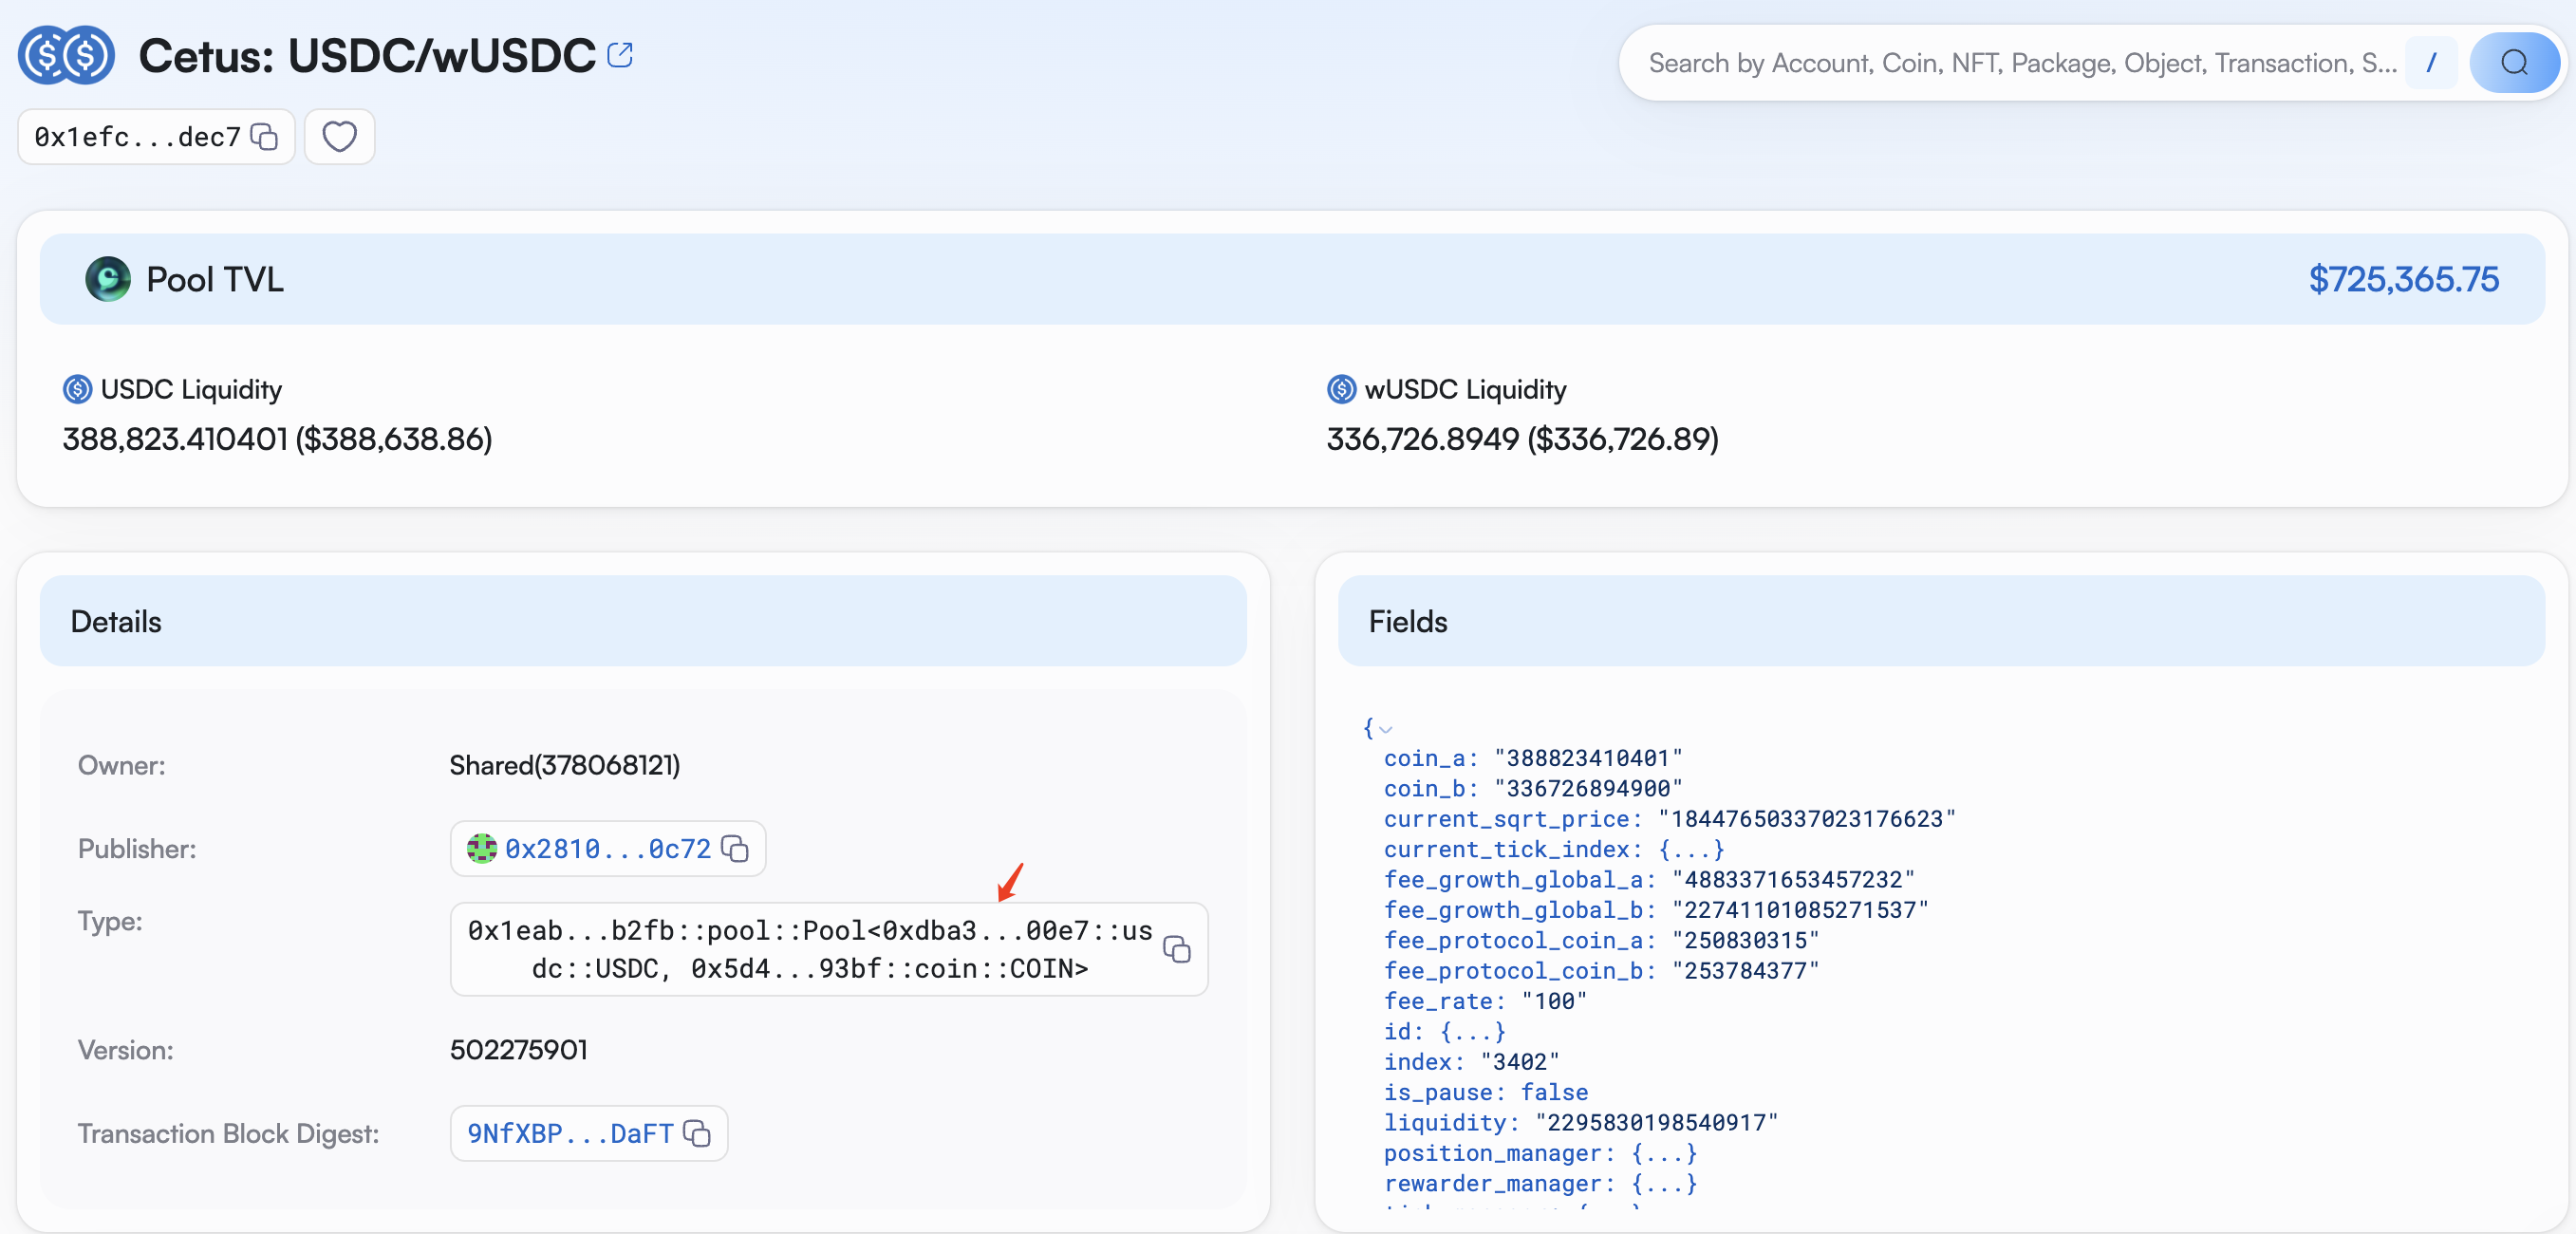 Cetus: USDC/wUSDC
Search by Account, Coin, NFT, Package, Object, Transaction, S... /
0x1efc...dec7
Pool TVL
$725,365.75
USDC Liquidity
388,823.410401 ($388,638.86)
wUSDC Liquidity
336,726.8949 ($336,726.89)
Details
Owner:
Shared(378068121)
Publisher:
0x2810...0c72
Type:
0x1eab...b2fb::pool::Pool<0xdba3...00e7::us
dc::USDC, 0x5d4...93bf::coin::COIN>
Version:
502275901
Transaction Block Digest:
9NfXBP...DaFT
Fields
{
coin_a: "388823410401"
coin_b: "336726894900"
current_sqrt_price: "18447650337023176623"
current_tick_index: {...}
fee_growth_global_a: "4883371653457232"
fee_growth_global_b: "22741101085271537"
fee_protocol_coin_a: "250830315"
fee_protocol_coin_b: "253784377"
fee_rate: "100"
id: {...}
index: "3402"
is_pause: false
liquidity: "2295830198540917"
position_manager: {...}
rewarder_manager: {...}